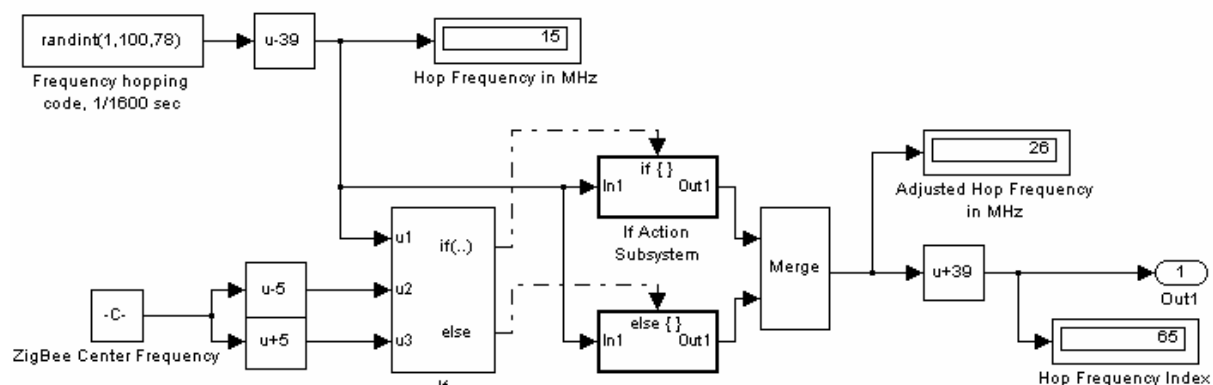 randint(1,100,78)
Frequency hopping
code, 1/1600 sec
u-39
15
Hop Frequency in MHz
if { }
In1
Out1
If Action
Subsystem
26
Adjusted Hop Frequency
in MHz
u1
if(..)
u2
else
u3
If
-C-
ZigBee Center Frequency
u-5
u+5
else { }
In1
Out1
Merge
u+39
1
Out1
65
Hop Frequency Index